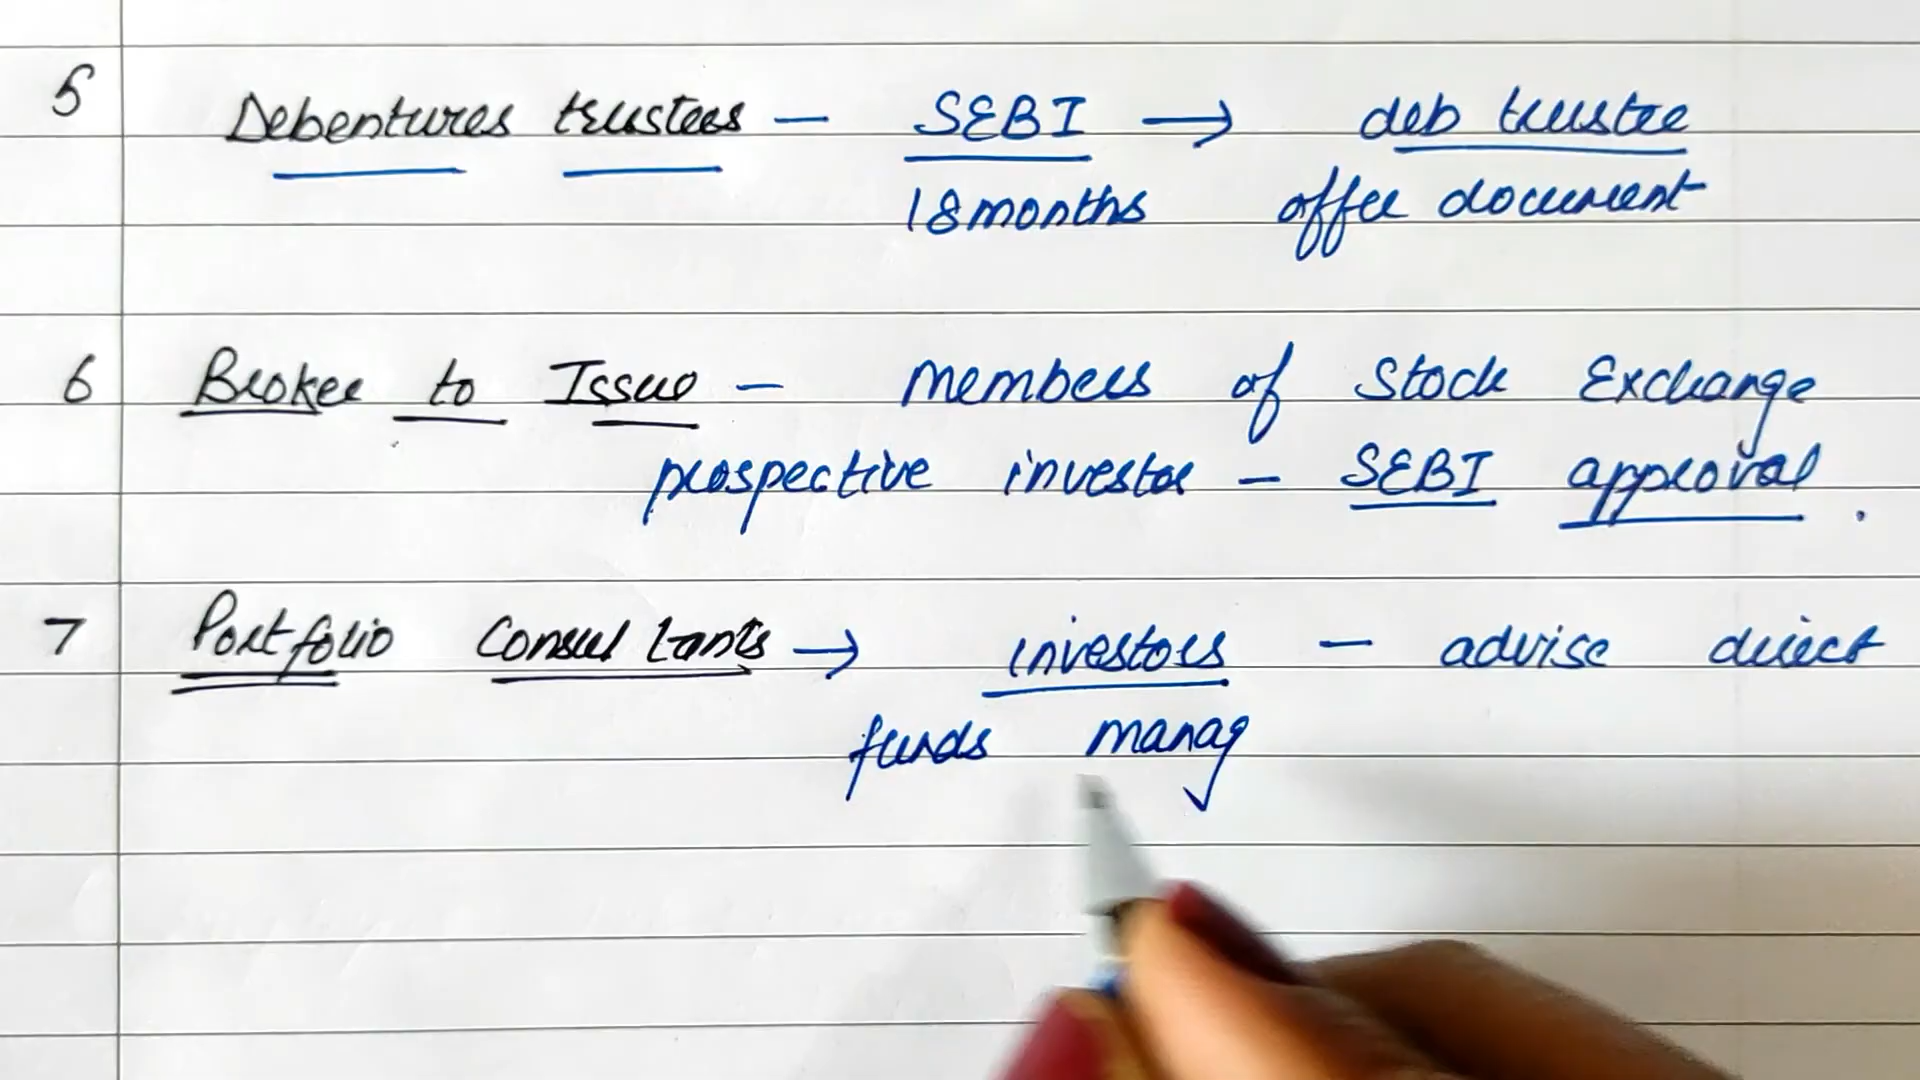 5 Debentures trustees – SEBI → deb trustee
18 months offer document
6 Broker to Issue – members of Stock Exchange
prospective investor – SEBI approval.
7 Portfolio Consultants → investors – advise direct
funds manag